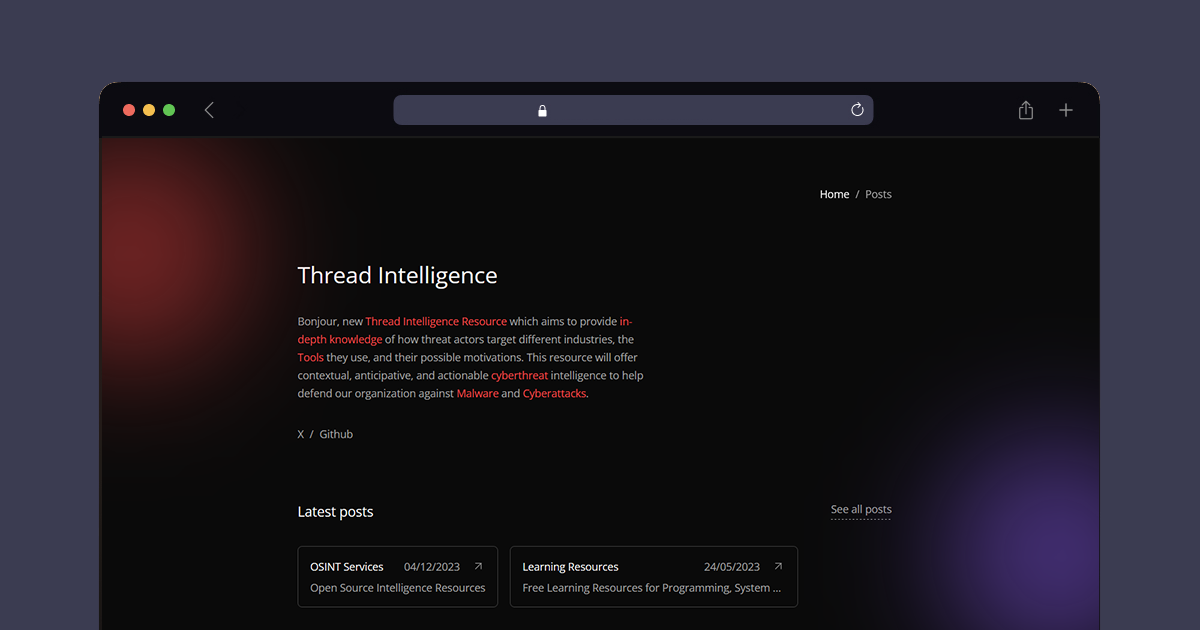 Home / Posts
Thread Intelligence
Bonjour, new Thread Intelligence Resource which aims to provide in-
depth knowledge of how threat actors target different industries, the
Tools they use, and their possible motivations. This resource will offer
contextual, anticipative, and actionable cyberthreat intelligence to help
defend our organization against Malware and Cyberattacks.
X / Github
Latest posts
See all posts
OSINT Services 04/12/2023
Open Source Intelligence Resources
Learning Resources 24/05/2023
Free Learning Resources for Programming, System ...